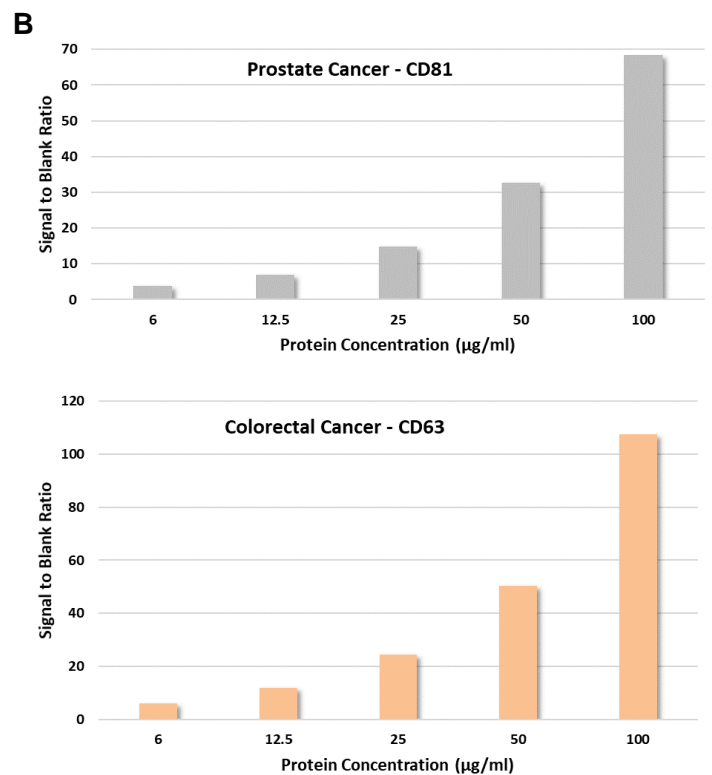 B
Prostate Cancer - CD81
Signal to Blank Ratio
70
60
50
40
30
20
10
0
6 12.5 25 50 100
Protein Concentration (µg/ml)
Colorectal Cancer - CD63
Signal to Blank Ratio
120
100
80
60
40
20
0
6 12.5 25 50 100
Protein Concentration (µg/ml)